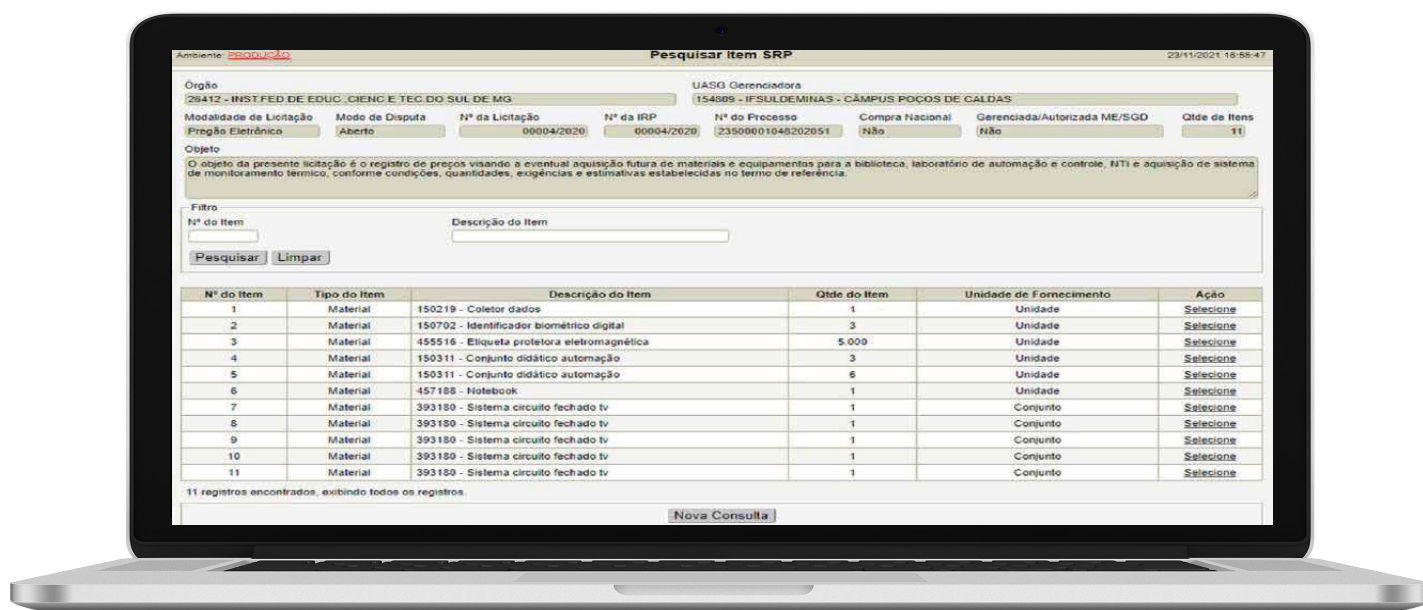 Ambiente: PRODUÇÃO Pesquisar Item SRP 23/11/2021 16:55:47
Órgão UASG Gerenciadora
26412 - INST.FED DE EDUC.,CIENC E TEC.DO SUL DE MG 154809 - IFSULDEMINAS - CÂMPUS POÇOS DE CALDAS
Modalidade de Licitação Modo de Disputa Nº da Licitação Nº da IRP Nº do Processo Compra Nacional Gerenciada/Autorizada ME/SGD Qtde de Itens
Pregão Eletrônico Aberto 00004/2020 00004/2020 23500001048202051 Não Não 11
Objeto
O objeto da presente licitação é o registro de preços visando a eventual aquisição futura de materiais e equipamentos para a biblioteca, laboratório de automação e controle, NTI e aquisição de sistema
de monitoramento térmico, conforme condições, quantidades, exigências e estimativas estabelecidas no termo de referência.
Filtro
Nº do Item Descrição do Item
Pesquisar Limpar
Nº do Item Tipo do Item Descrição do Item Qtde do Item Unidade de Fornecimento Ação
1 Material 150219 - Coletor dados 1 Unidade Selecione
2 Material 150702 - Identificador biométrico digital 3 Unidade Selecione
3 Material 455516 - Etiqueta protetora eletromagnética 5.000 Unidade Selecione
4 Material 150311 - Conjunto didático automação 3 Unidade Selecione
5 Material 150311 - Conjunto didático automação 6 Unidade Selecione
6 Material 457188 - Notebook 1 Unidade Selecione
7 Material 393180 - Sistema circuito fechado tv 1 Conjunto Selecione
8 Material 393180 - Sistema circuito fechado tv 1 Conjunto Selecione
9 Material 393180 - Sistema circuito fechado tv 1 Conjunto Selecione
10 Material 393180 - Sistema circuito fechado tv 1 Conjunto Selecione
11 Material 393180 - Sistema circuito fechado tv 1 Conjunto Selecione
11 registros encontrados, exibindo todos os registros.
Nova Consulta